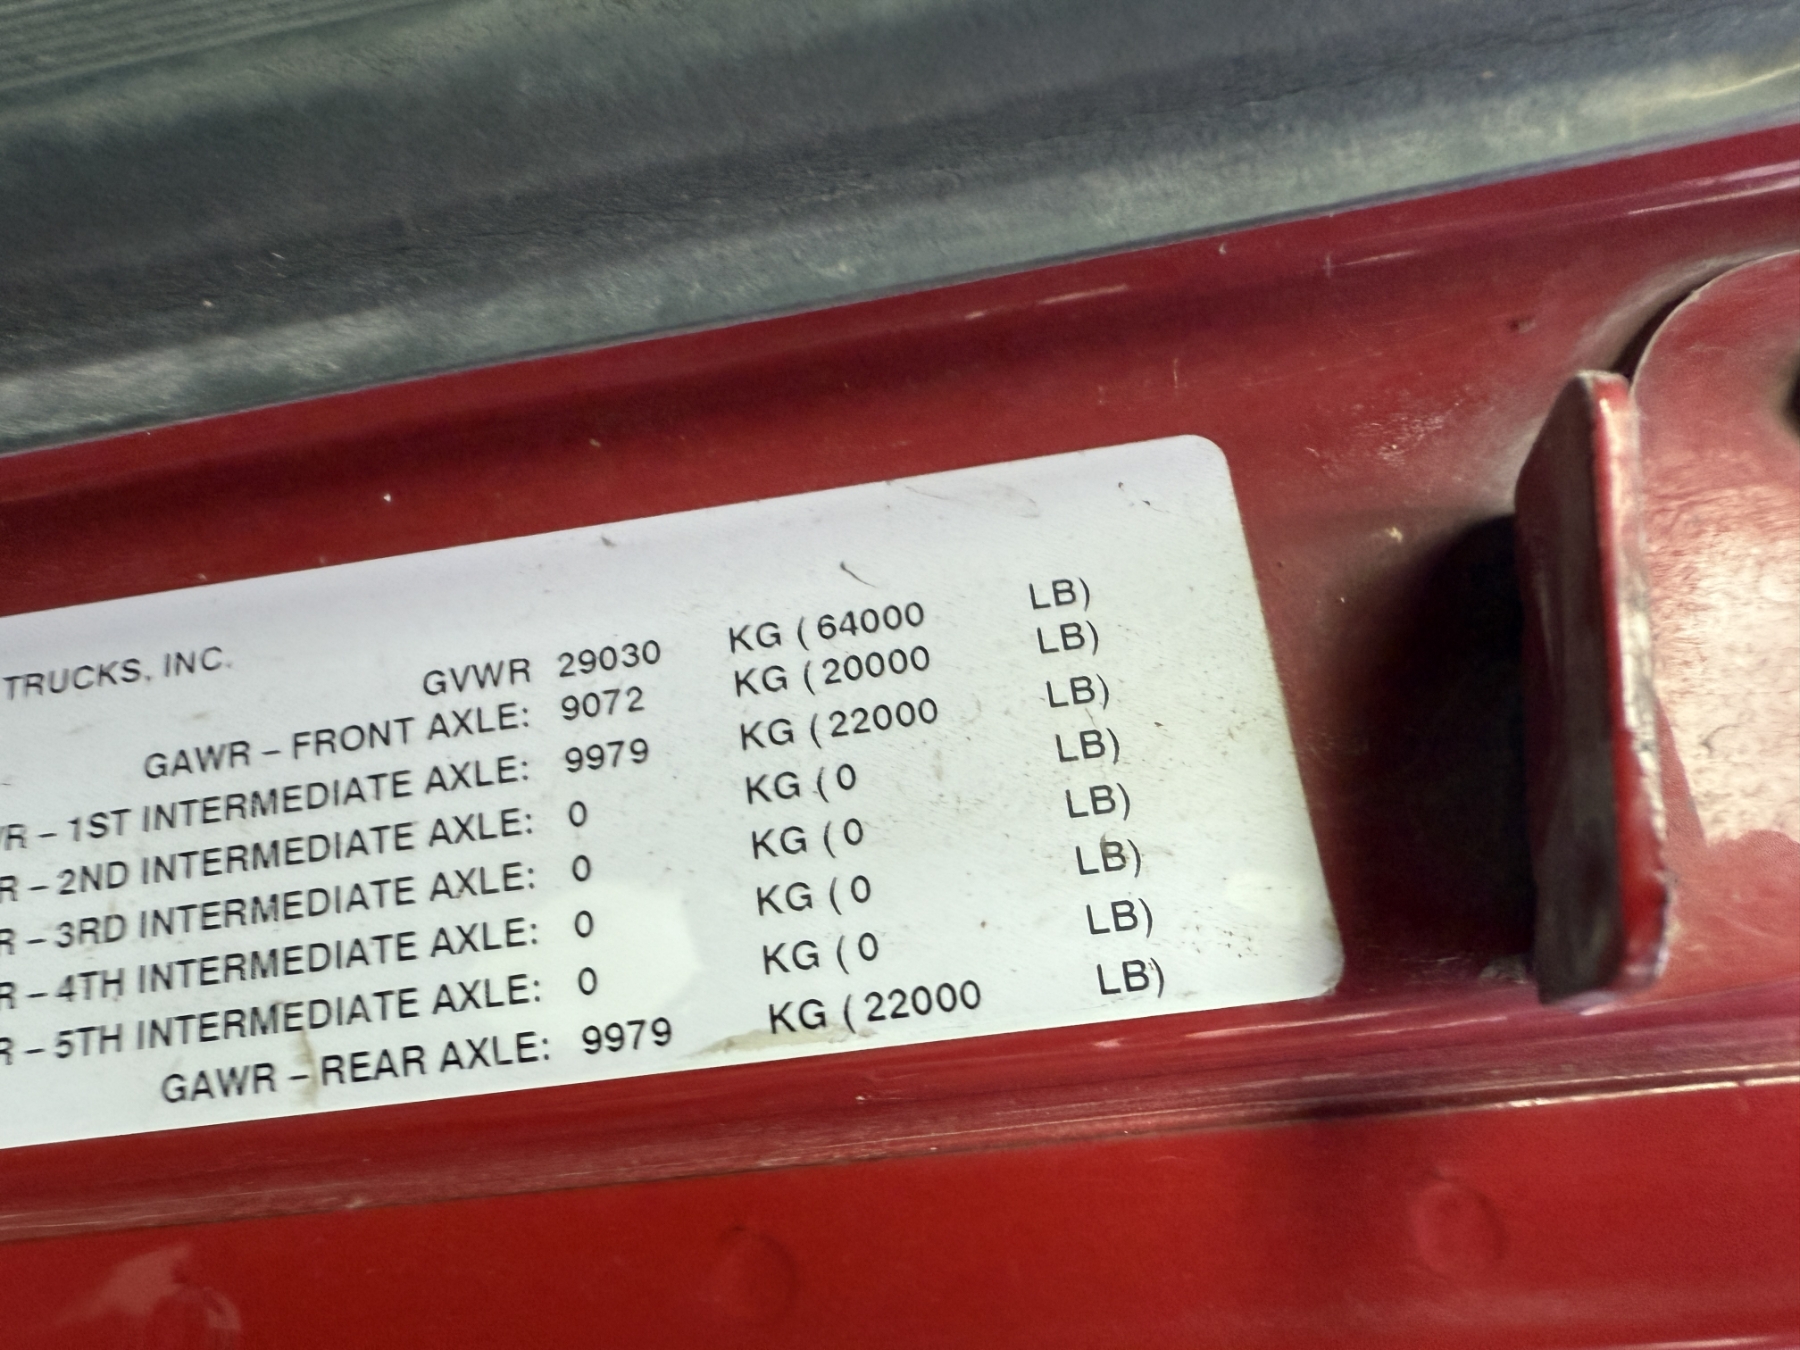 TRUCKS, INC.
GVWR 29030 KG (64000 LB)
GAWR – FRONT AXLE: 9072 KG (20000 LB)
R – 1ST INTERMEDIATE AXLE: 9979 KG (22000 LB)
R – 2ND INTERMEDIATE AXLE: 0 KG (0 LB)
R – 3RD INTERMEDIATE AXLE: 0 KG (0 LB)
R – 4TH INTERMEDIATE AXLE: 0 KG (0 LB)
R – 5TH INTERMEDIATE AXLE: 0 KG (0 LB)
GAWR – REAR AXLE: 9979 KG (22000 LB)